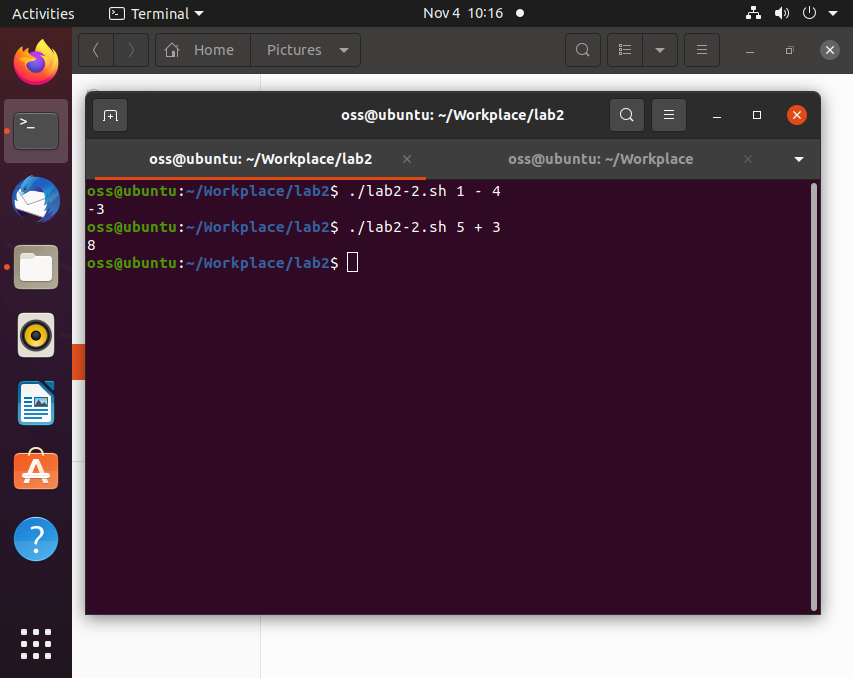 Activities Terminal Nov 4 10:16
Home Pictures
oss@ubuntu: ~/Workplace/lab2
oss@ubuntu: ~/Workplace/lab2 oss@ubuntu: ~/Workplace
oss@ubuntu:~/Workplace/lab2$ ./lab2-2.sh 1 - 4
-3
oss@ubuntu:~/Workplace/lab2$ ./lab2-2.sh 5 + 3
8
oss@ubuntu:~/Workplace/lab2$